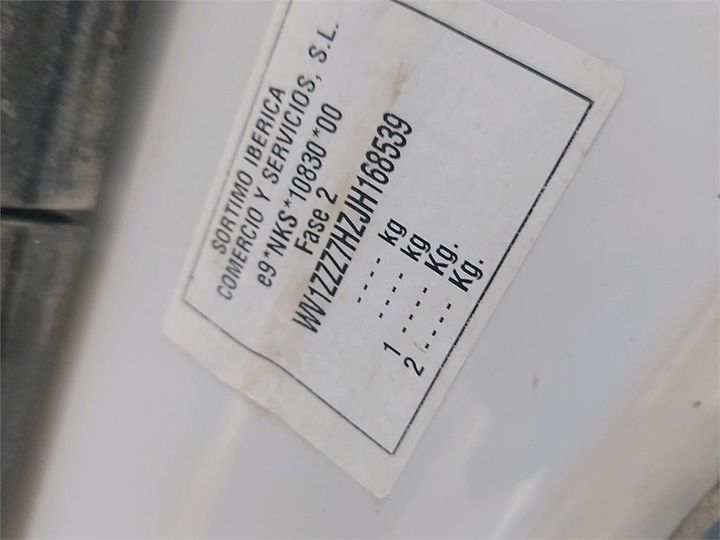 SORTIMO IBERICA
COMERCIO Y SERVICIOS, S.L.
e9*NKS*10830*00
Fase 2
WV1ZZZ7HZJH168539
---- kg
---- kg
1 ---- Kg.
2 ---- Kg.